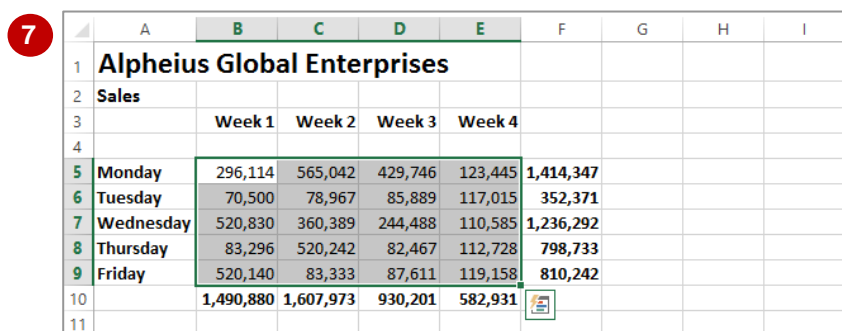 7
A B C D E F G H I
1 Alpheius Global Enterprises
2 Sales
3 Week 1 Week 2 Week 3 Week 4
4
5 Monday 296,114 565,042 429,746 123,445 1,414,347
6 Tuesday 70,500 78,967 85,889 117,015 352,371
7 Wednesday 520,830 360,389 244,488 110,585 1,236,292
8 Thursday 83,296 520,242 82,467 112,728 798,733
9 Friday 520,140 83,333 87,611 119,158 810,242
10 1,490,880 1,607,973 930,201 582,931
11